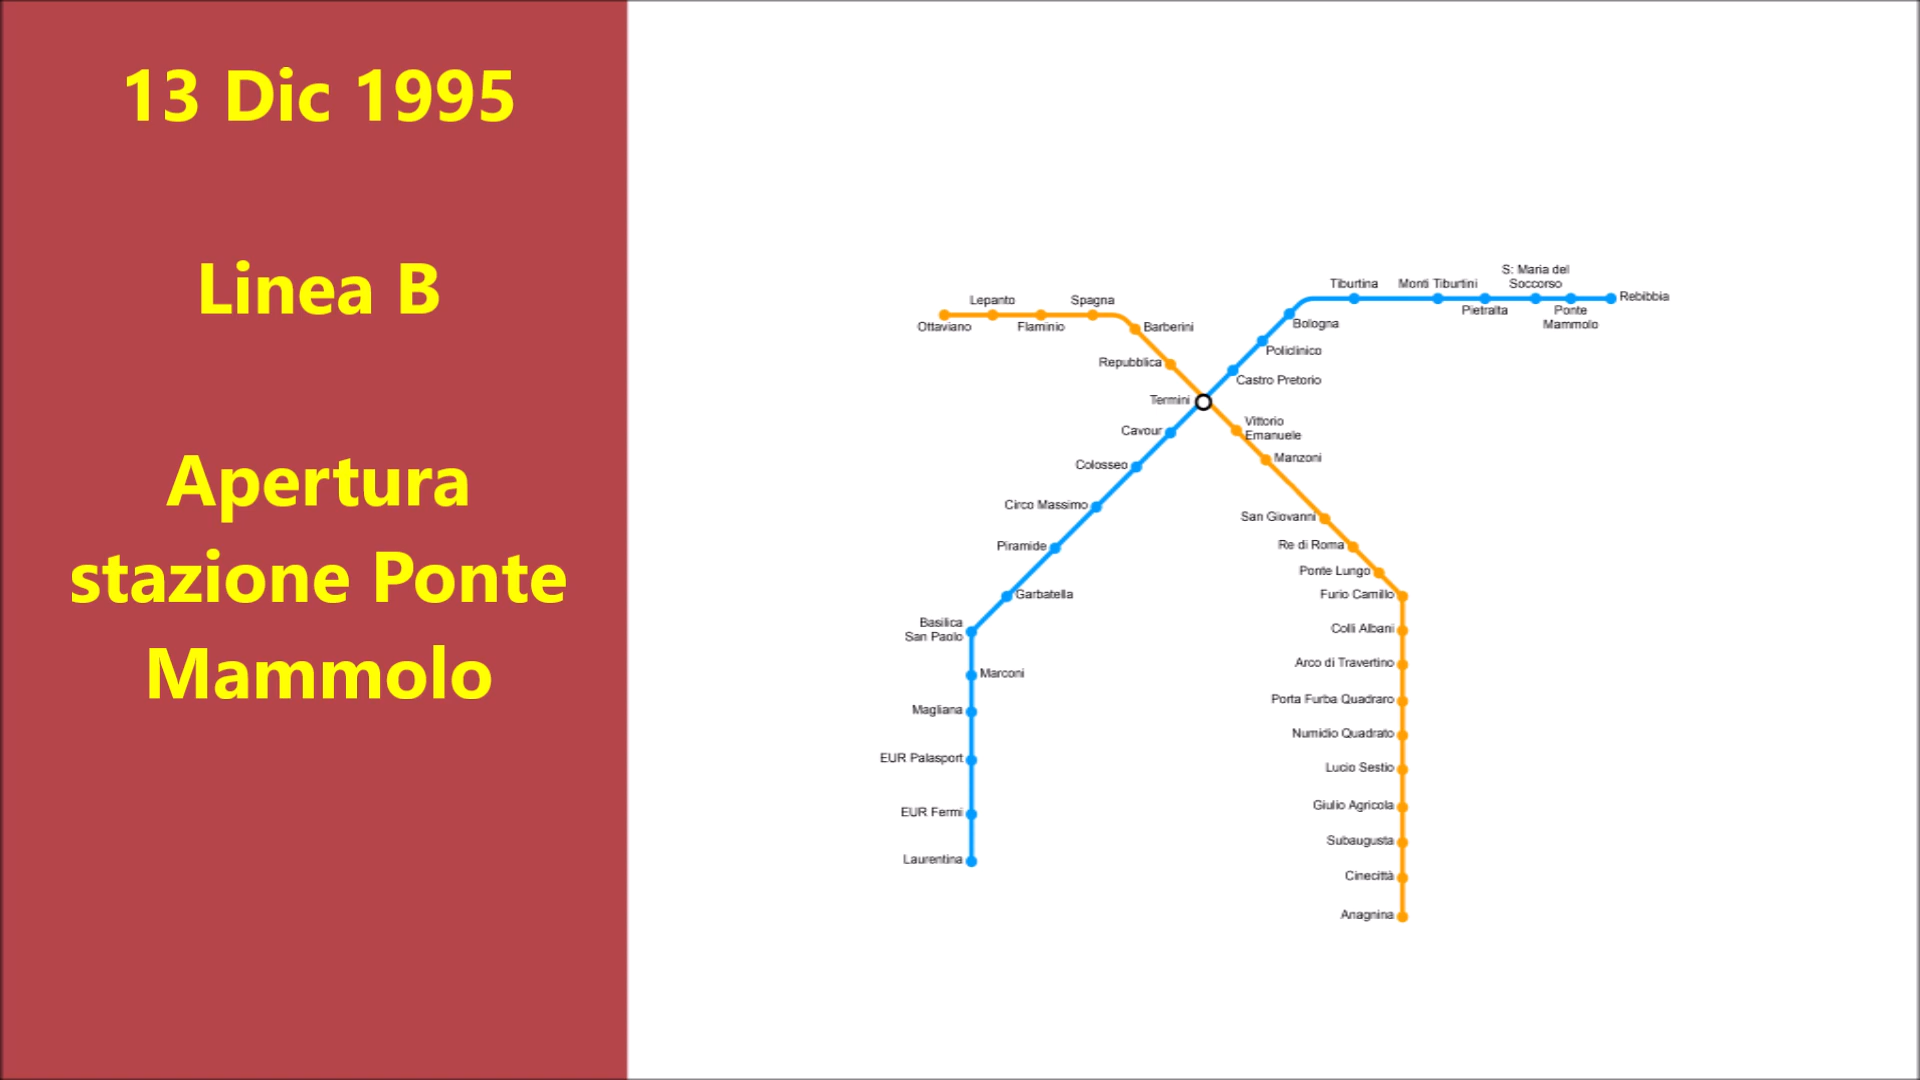 13 Dic 1995
Linea B
Apertura
stazione Ponte
Mammolo
S: Maria del
Soccorso
Tiburtina
Monti Tiburtini
Rebibbia
Lepanto
Spagna
Pietralta
Ponte
Mammolo
Ottaviano
Flaminio
Barberini
Bologna
Repubblica
Policlinico
Castro Pretorio
Termini
Vittorio
Emanuele
Cavour
Manzoni
Colosseo
Circo Massimo
San Giovanni
Piramide
Re di Roma
Ponte Lungo
Garbatella
Furio Camillo
Basilica
San Paolo
Colli Albani
Arco di Travertino
Marconi
Porta Furba Quadraro
Magliana
Numidio Quadrato
EUR Palasport
Lucio Sestio
Giulio Agricola
EUR Fermi
Subaugusta
Laurentina
Cinecittà
Anagnina